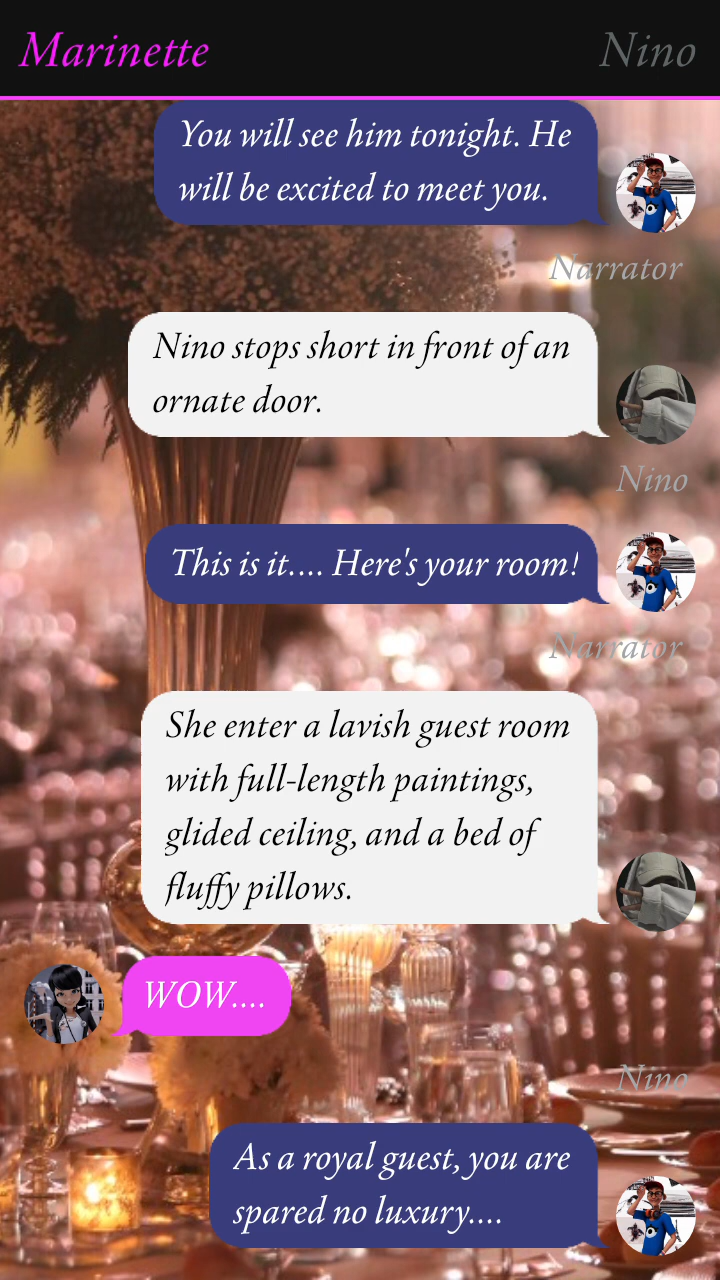 Marinette
Nino
You will see him tonight. He
will be excited to meet you.
Narrator
Nino stops short in front of an
ornate door.
Nino
This is it.... Here's your room!
Narrator
She enter a lavish guest room
with full-length paintings,
glided ceiling, and a bed of
fluffy pillows.
WOW....
Nino
As a royal guest, you are
spared no luxury....